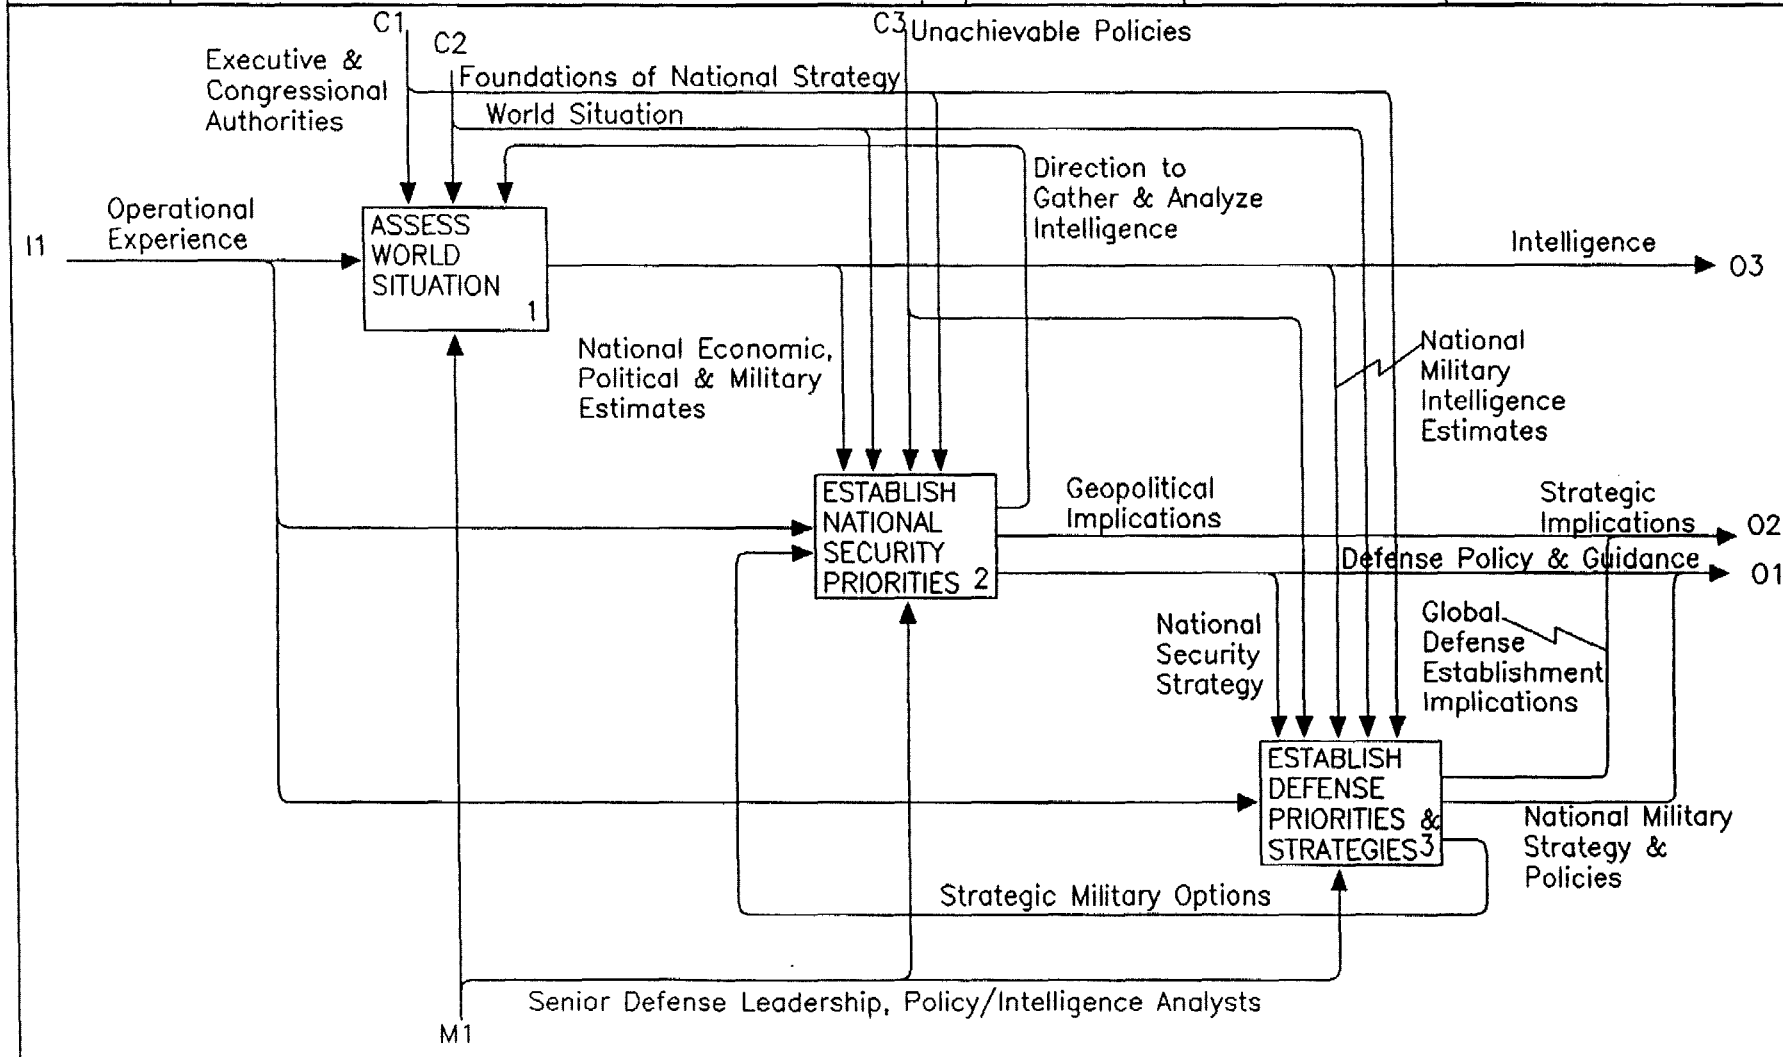 C1
C2
C3
Unachievable Policies
Executive &
Congressional
Authorities
Foundations of National Strategy
World Situation
Direction to
Gather & Analyze
Intelligence
Operational
Experience
I1
ASSESS
WORLD
SITUATION
1
Intelligence
O3
National Economic,
Political & Military
Estimates
National
Military
Intelligence
Estimates
ESTABLISH
NATIONAL
SECURITY
PRIORITIES 2
Geopolitical
Implications
Strategic
Implications
O2
Defense Policy & Guidance
O1
National
Security
Strategy
Global
Defense
Establishment
Implications
ESTABLISH
DEFENSE
PRIORITIES &
STRATEGIES 3
National Military
Strategy &
Policies
Strategic Military Options
Senior Defense Leadership, Policy/Intelligence Analysts
M1